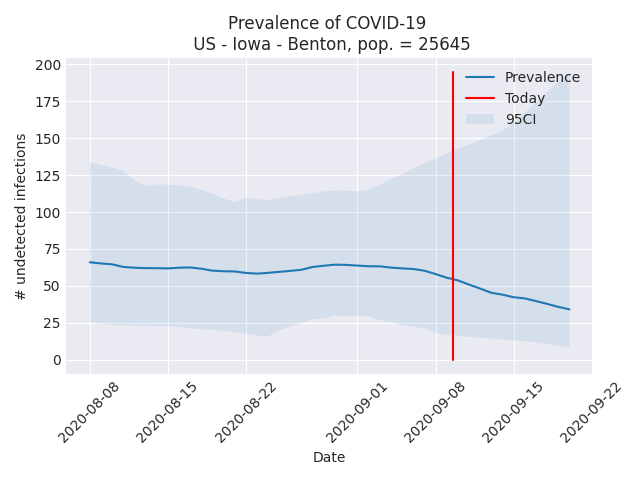 Prevalence of COVID-19
US - Iowa - Benton, pop. = 25645
200
175
150
125
100
75
50
25
0
# undetected infections
Prevalence
Today
95CI
2020-08-08
2020-08-15
2020-08-22
2020-09-01
2020-09-08
2020-09-15
2020-09-22
Date